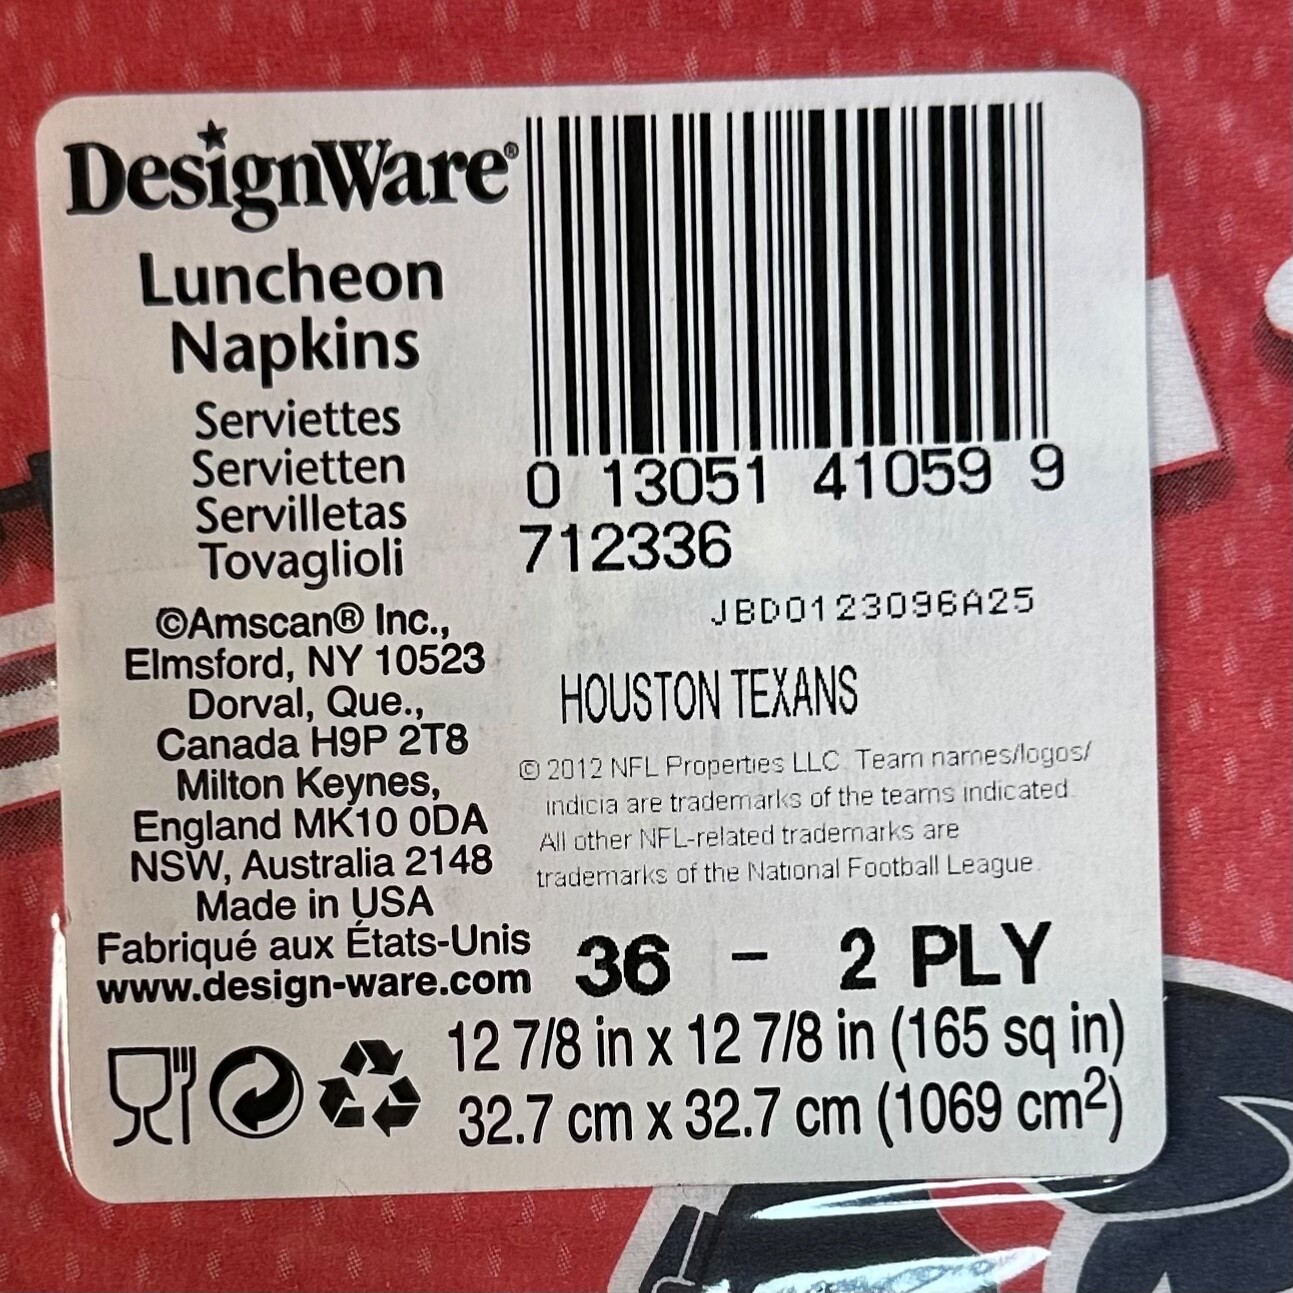 DesignWare®
Luncheon
Napkins
Serviettes
Servietten
Servilletas
Tovaglioli
©Amscan® Inc.,
Elmsford, NY 10523
Dorval, Que.,
Canada H9P 2T8
Milton Keynes,
England MK10 0DA
NSW, Australia 2148
Made in USA
Fabriqué aux États-Unis
www.design-ware.com
0 13051 41059 9
712336
JBD0123096A25
HOUSTON TEXANS
© 2012 NFL Properties LLC. Team names/logos/
indicia are trademarks of the teams indicated.
All other NFL-related trademarks are
trademarks of the National Football League.
36 - 2 PLY
12 7/8 in x 12 7/8 in (165 sq in)
32.7 cm x 32.7 cm (1069 cm²)